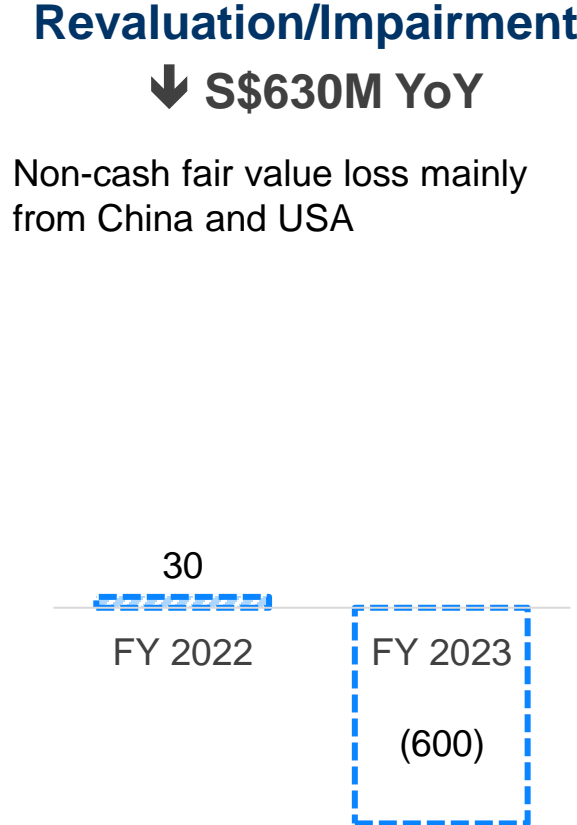 Revaluation/Impairment
🡫 S$630M YoY
Non-cash fair value loss mainly
from China and USA
30
FY 2022 FY 2023
(600)